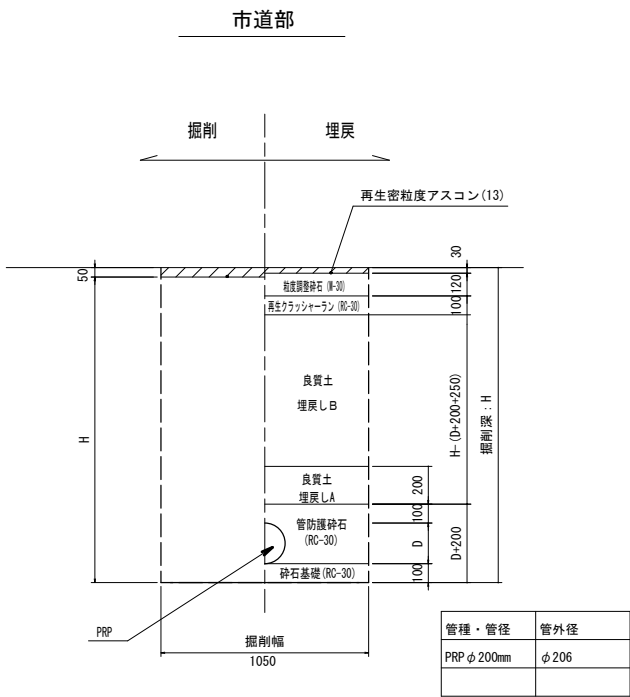 市道部
掘削
埋戻
再生密粒度アスコン(13)
50
30
粒度調整砕石 (M-30)
120
再生クラッシャーラン (RC-30)
100
良質土
埋戻しB
H
H-(D+200+250)
掘削深：H
良質土
埋戻しA
200
100
管防護砕石
(RC-30)
D
D+200
砕石基礎(RC-30)
100
PRP
掘削幅
1050
管種・管径 管外径
PRPφ200mm φ206